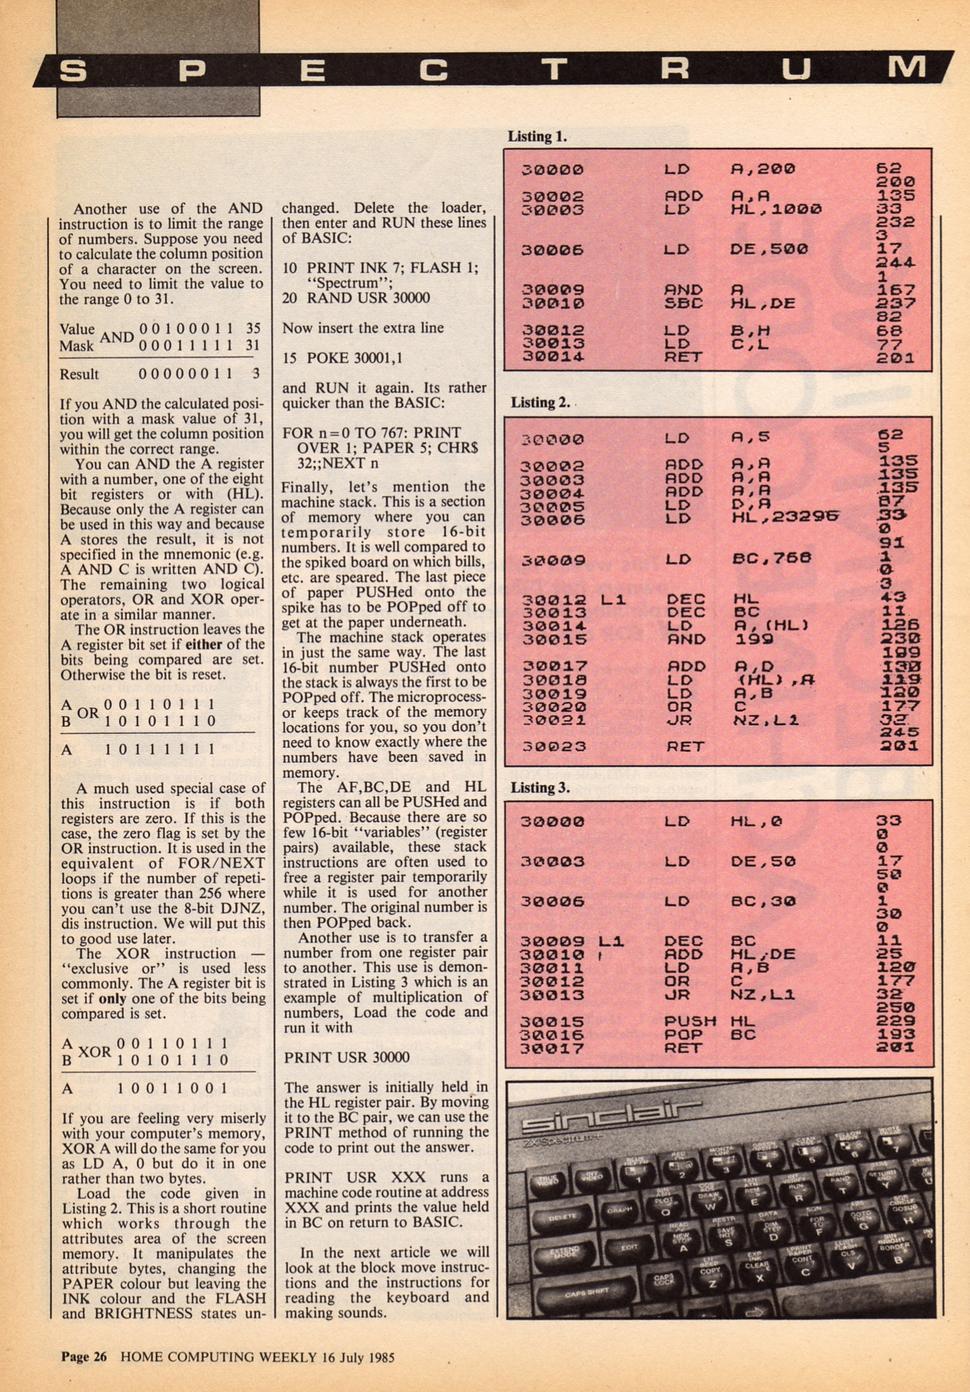 SPECTRUM
Another use of the AND
instruction is to limit the range
of numbers. Suppose you need
to calculate the column position
of a character on the screen.
You need to limit the value to
the range 0 to 31.
Value AND 0 0 1 0 0 0 1 1 35
Mask 0 0 0 1 1 1 1 1 31
Result 0 0 0 0 0 0 1 1 3
If you AND the calculated posi-
tion with a mask value of 31,
you will get the column position
within the correct range.
You can AND the A register
with a number, one of the eight
bit registers or with (HL).
Because only the A register can
be used in this way and because
A stores the result, it is not
specified in the mnemonic (e.g.
A AND C is written AND C).
The remaining two logical
operators, OR and XOR oper-
ate in a similar manner.
The OR instruction leaves the
A register bit set if either of the
bits being compared are set.
Otherwise the bit is reset.
A OR 0 0 1 1 0 1 1 1
B 1 0 1 0 1 1 1 0
A 1 0 1 1 1 1 1 1
A much used special case of
this instruction is if both
registers are zero. If this is the
case, the zero flag is set by the
OR instruction. It is used in the
equivalent of FOR/NEXT
loops if the number of repeti-
tions is greater than 256 where
you can't use the 8-bit DJNZ,
dis instruction. We will put this
to good use later.
The XOR instruction —
"exclusive or" is used less
commonly. The A register bit is
set if only one of the bits being
compared is set.
A XOR 0 0 1 1 0 1 1 1
B 1 0 1 0 1 1 1 0
A 1 0 0 1 1 0 0 1
If you are feeling very miserly
with your computer's memory,
XOR A will do the same for you
as LD A, 0 but do it in one
rather than two bytes.
Load the code given in
Listing 2. This is a short routine
which works through the
attributes area of the screen
memory. It manipulates the
attribute bytes, changing the
PAPER colour but leaving the
INK colour and the FLASH
and BRIGHTNESS states un-
changed. Delete the loader,
then enter and RUN these lines
of BASIC:
10 PRINT INK 7; FLASH 1;
"Spectrum";
20 RAND USR 30000
Now insert the extra line
15 POKE 30001,1
and RUN it again. Its rather
quicker than the BASIC:
FOR n=0 TO 767: PRINT
OVER 1; PAPER 5; CHR$
32;;NEXT n
Finally, let's mention the
machine stack. This is a section
of memory where you can
temporarily store 16-bit
numbers. It is well compared to
the spiked board on which bills,
etc. are speared. The last piece
of paper PUSHed onto the
spike has to be POPped off to
get at the paper underneath.
The machine stack operates
in just the same way. The last
16-bit number PUSHed onto
the stack is always the first to be
POPped off. The microprocess-
or keeps track of the memory
locations for you, so you don't
need to know exactly where the
numbers have been saved in
memory.
The AF,BC,DE and HL
registers can all be PUSHed and
POPped. Because there are so
few 16-bit "variables" (register
pairs) available, these stack
instructions are often used to
free a register pair temporarily
while it is used for another
number. The original number is
then POPped back.
Another use is to transfer a
number from one register pair
to another. This use is demon-
strated in Listing 3 which is an
example of multiplication of
numbers, Load the code and
run it with
PRINT USR 30000
The answer is initially held in
the HL register pair. By moving
it to the BC pair, we can use the
PRINT method of running the
code to print out the answer.
PRINT USR XXX runs a
machine code routine at address
XXX and prints the value held
in BC on return to BASIC.
In the next article we will
look at the block move instruc-
tions and the instructions for
reading the keyboard and
making sounds.
Listing 1.
30000 LD A,200 62
200
30002 ADD A,A 135
30003 LD HL,1000 33
232
3
30006 LD DE,500 17
244
1
30009 AND A 167
30010 SBC HL,DE 237
82
30012 LD B,H 68
30013 LD C,L 77
30014 RET 201
Listing 2.
30000 LD A,5 62
5
30002 ADD A,A 135
30003 ADD A,A 135
30004 ADD A,A 135
30005 LD D,A 87
30006 LD HL,23296 33
0
91
30009 LD BC,768 1
0
3
30012 L1 DEC HL 43
30013 DEC BC 11
30014 LD A,(HL) 126
30015 AND 199 230
199
30017 ADD A,D 130
30018 LD (HL),A 119
30019 LD A,B 120
30020 OR C 177
30021 JR NZ,L1 32
245
30023 RET 201
Listing 3.
30000 LD HL,0 33
0
0
30003 LD DE,50 17
50
0
30006 LD BC,30 1
30
0
30009 L1 DEC BC 11
30010 ADD HL,DE 25
30011 LD A,B 120
30012 OR C 177
30013 JR NZ,L1 32
250
30015 PUSH HL 229
30016 POP BC 193
30017 RET 201
sinclair
ZX Spectrum+
DELETE GRAPH Q W E R T Y
EXTEND MODE EDIT A S D F G H
CAPS SHIFT CAPS LOCK Z X C V B
Page 26 HOME COMPUTING WEEKLY 16 July 1985